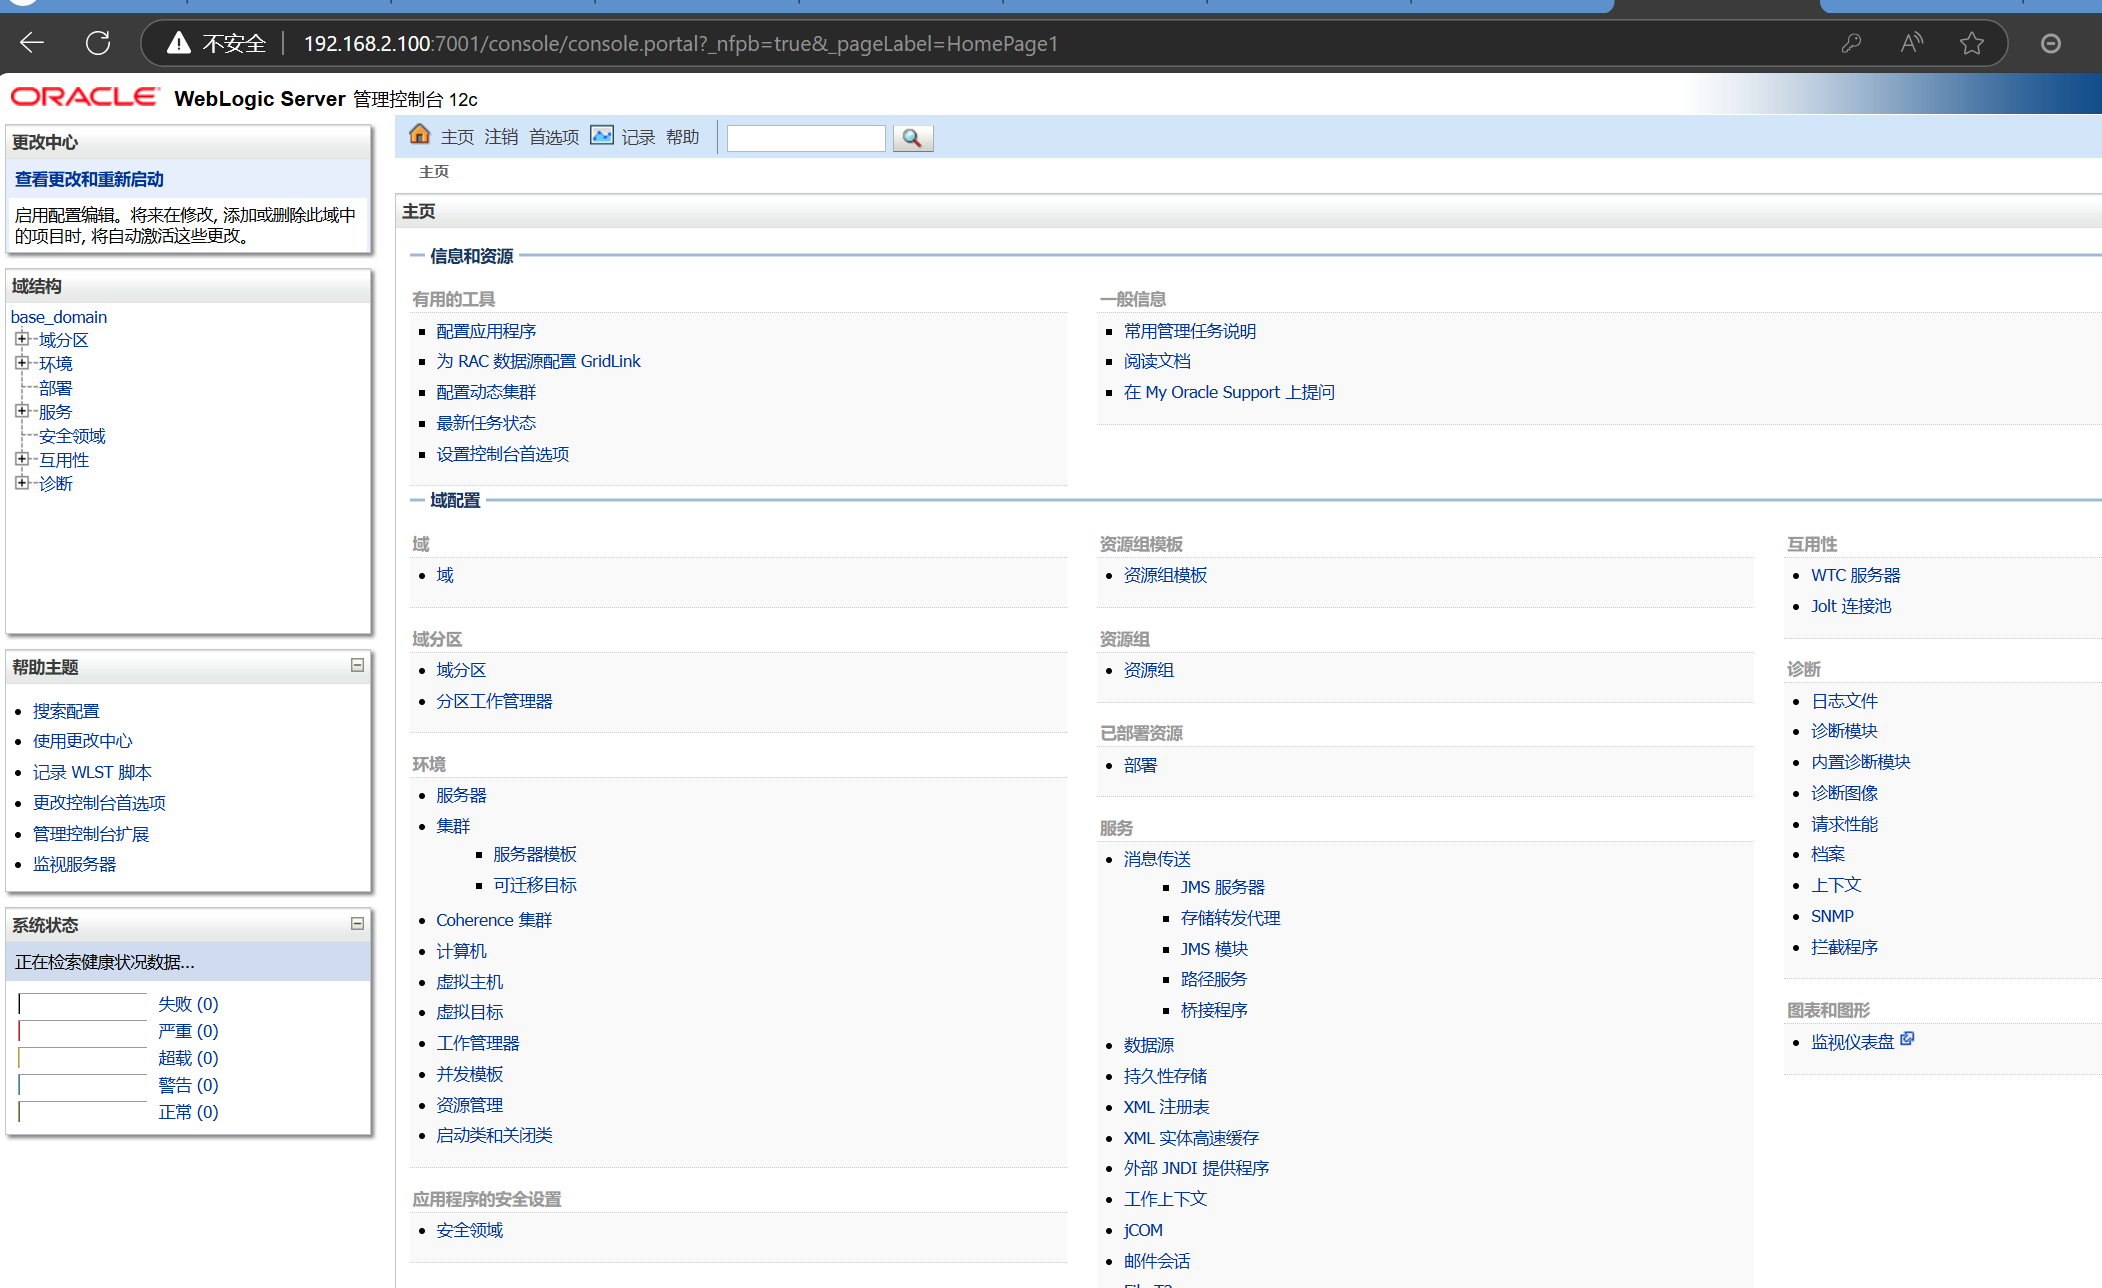 不安全
192.168.2.100:7001/console/console.portal?_nfpb=true&_pageLabel=HomePage1
ORACLE WebLogic Server 管理控制台 12c
更改中心
查看更改和重新启动
启用配置编辑。将来在修改, 添加或删除此域中
的项目时, 将自动激活这些更改。
域结构
base_domain
域分区
环境
部署
服务
安全领域
互用性
诊断
帮助主题
搜索配置
使用更改中心
记录 WLST 脚本
更改控制台首选项
管理控制台扩展
监视服务器
系统状态
正在检索健康状况数据...
失败 (0)
严重 (0)
超载 (0)
警告 (0)
正常 (0)
主页 注销 首选项 记录 帮助
主页
主页
信息和资源
有用的工具
配置应用程序
为 RAC 数据源配置 GridLink
配置动态集群
最新任务状态
设置控制台首选项
一般信息
常用管理任务说明
阅读文档
在 My Oracle Support 上提问
域配置
域
域
域分区
域分区
分区工作管理器
环境
服务器
集群
服务器模板
可迁移目标
Coherence 集群
计算机
虚拟主机
虚拟目标
工作管理器
并发模板
资源管理
启动类和关闭类
应用程序的安全设置
安全领域
资源组模板
资源组模板
资源组
资源组
已部署资源
部署
服务
消息传送
JMS 服务器
存储转发代理
JMS 模块
路径服务
桥接程序
数据源
持久性存储
XML 注册表
XML 实体高速缓存
外部 JNDI 提供程序
工作上下文
jCOM
邮件会话
互用性
WTC 服务器
Jolt 连接池
诊断
日志文件
诊断模块
内置诊断模块
诊断图像
请求性能
档案
上下文
SNMP
拦截程序
图表和图形
监视仪表盘